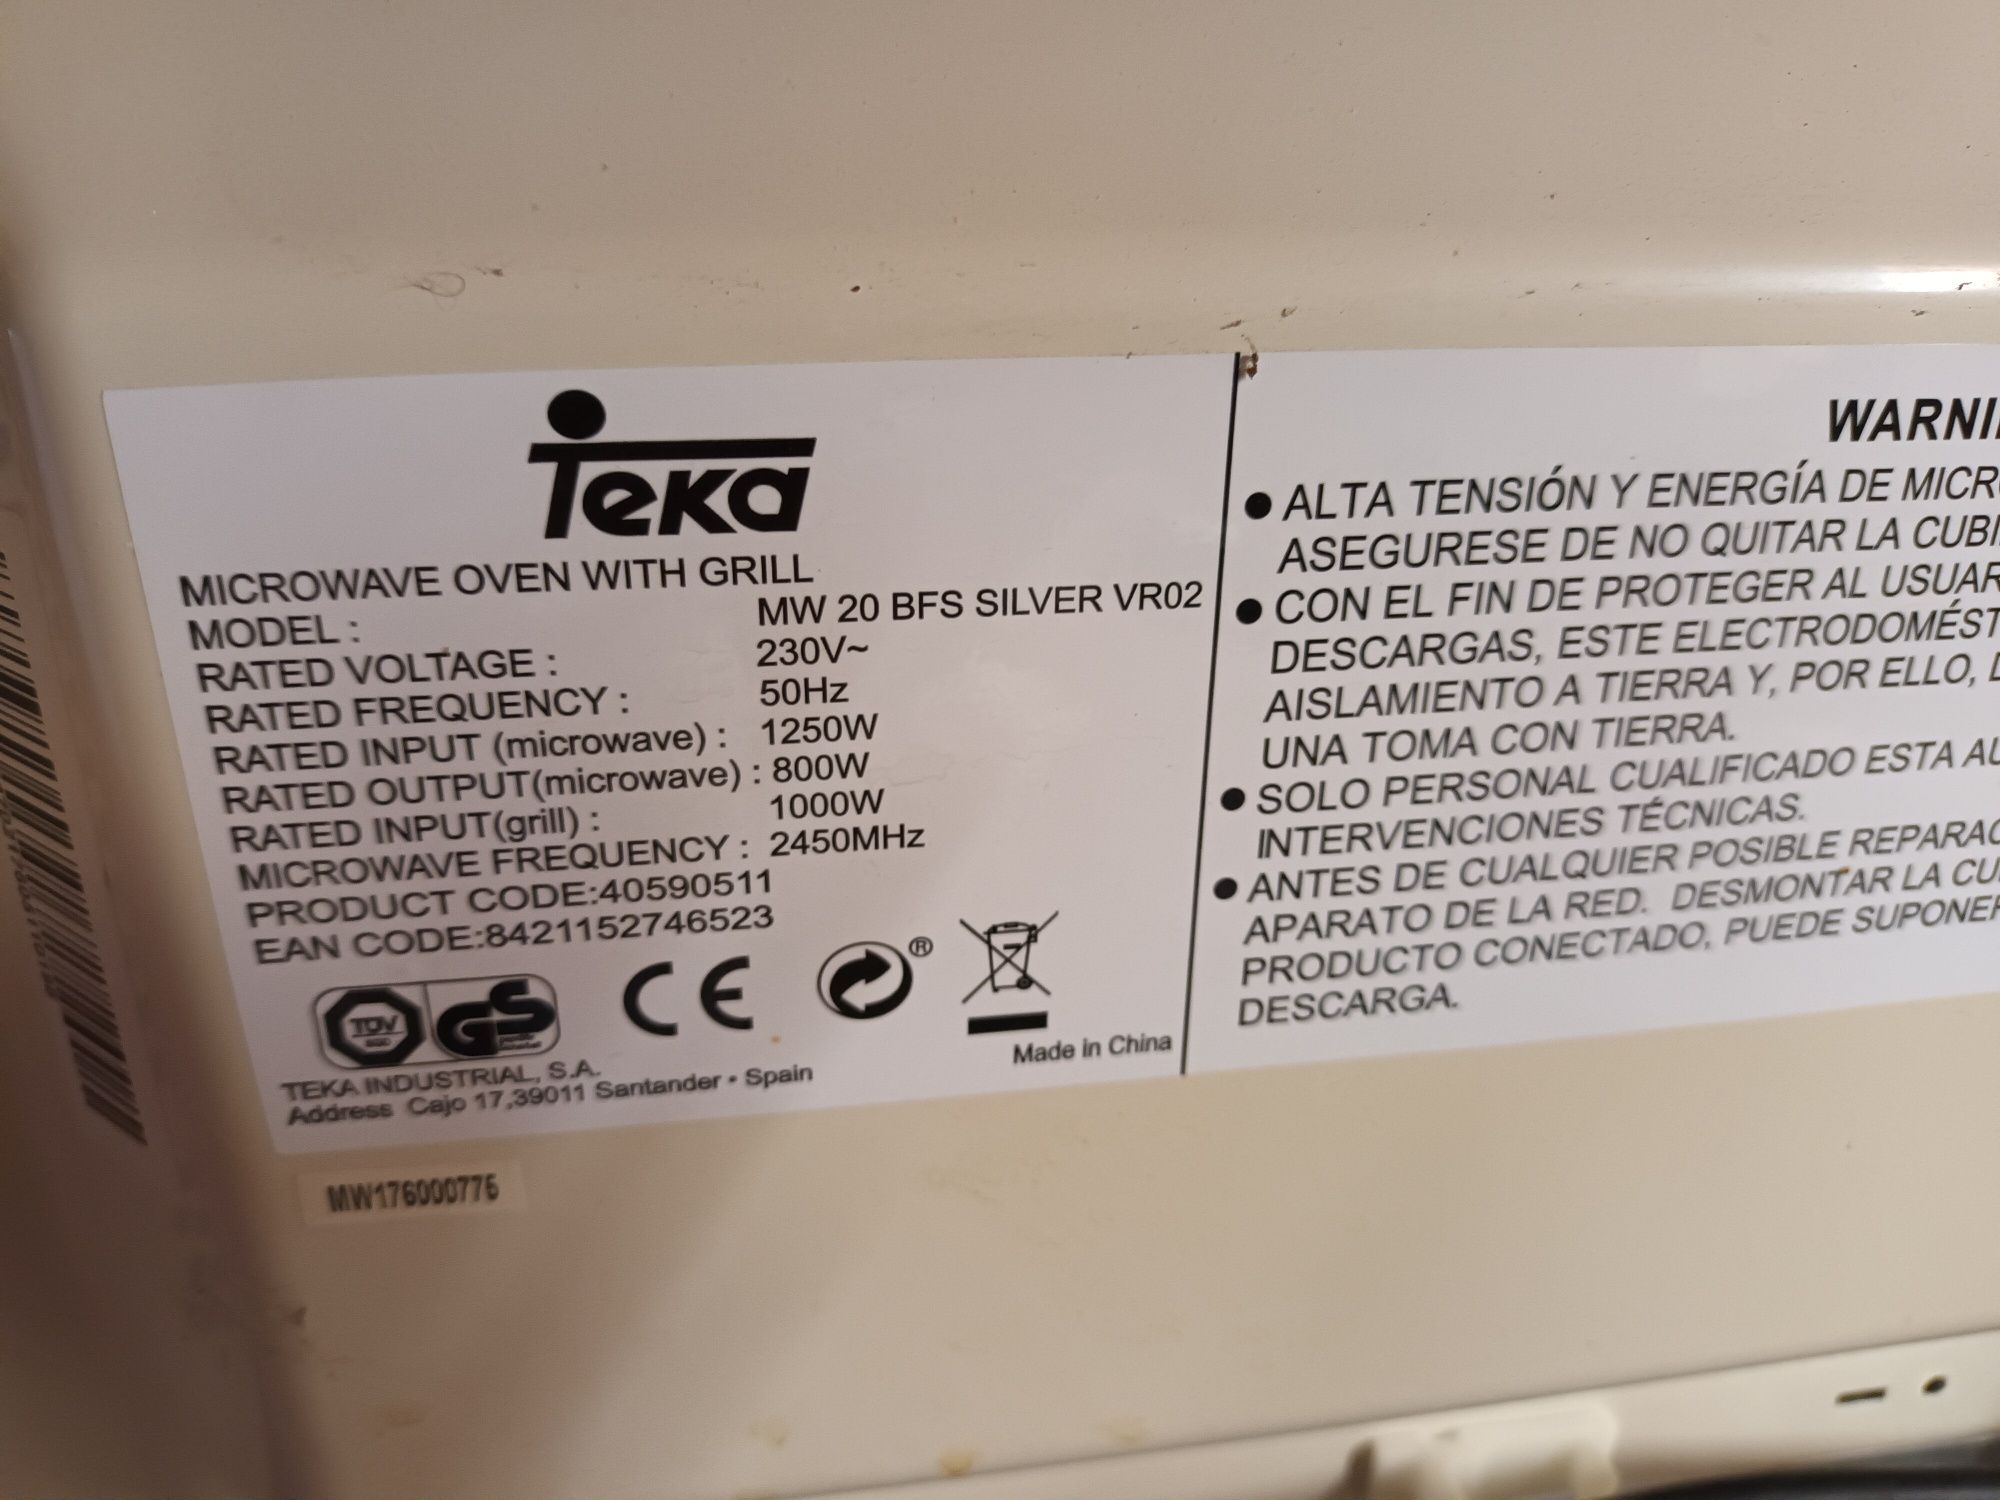 Teka
MICROWAVE OVEN WITH GRILL
MODEL : MW 20 BFS SILVER VR02
RATED VOLTAGE : 230V~
RATED FREQUENCY : 50Hz
RATED INPUT (microwave) : 1250W
RATED OUTPUT(microwave) : 800W
RATED INPUT(grill) : 1000W
MICROWAVE FREQUENCY : 2450MHz
PRODUCT CODE:40590511
EAN CODE:8421152746523
TÜV GS CE ®
Made in China
TEKA INDUSTRIAL, S.A.
Address Cajo 17,39011 Santander • Spain
MW176000775
WARNI
● ALTA TENSIÓN Y ENERGÍA DE MICR
ASEGURESE DE NO QUITAR LA CUBI
● CON EL FIN DE PROTEGER AL USUAR
DESCARGAS, ESTE ELECTRODOMÉST
AISLAMIENTO A TIERRA Y, POR ELLO, D
UNA TOMA CON TIERRA.
● SOLO PERSONAL CUALIFICADO ESTA AU
INTERVENCIONES TÉCNICAS.
● ANTES DE CUALQUIER POSIBLE REPARAC
APARATO DE LA RED. DESMONTAR LA CU
PRODUCTO CONECTADO, PUEDE SUPONER
DESCARGA.